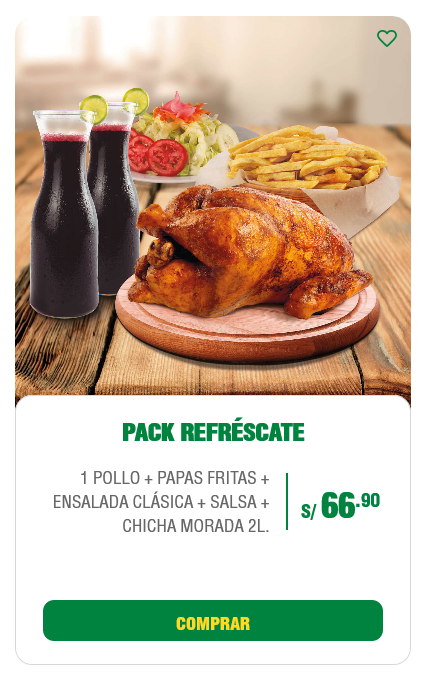 PACK REFRÉSCATE
1 POLLO + PAPAS FRITAS +
ENSALADA CLÁSICA + SALSA +
CHICHA MORADA 2L.
S/ 66.90
COMPRAR